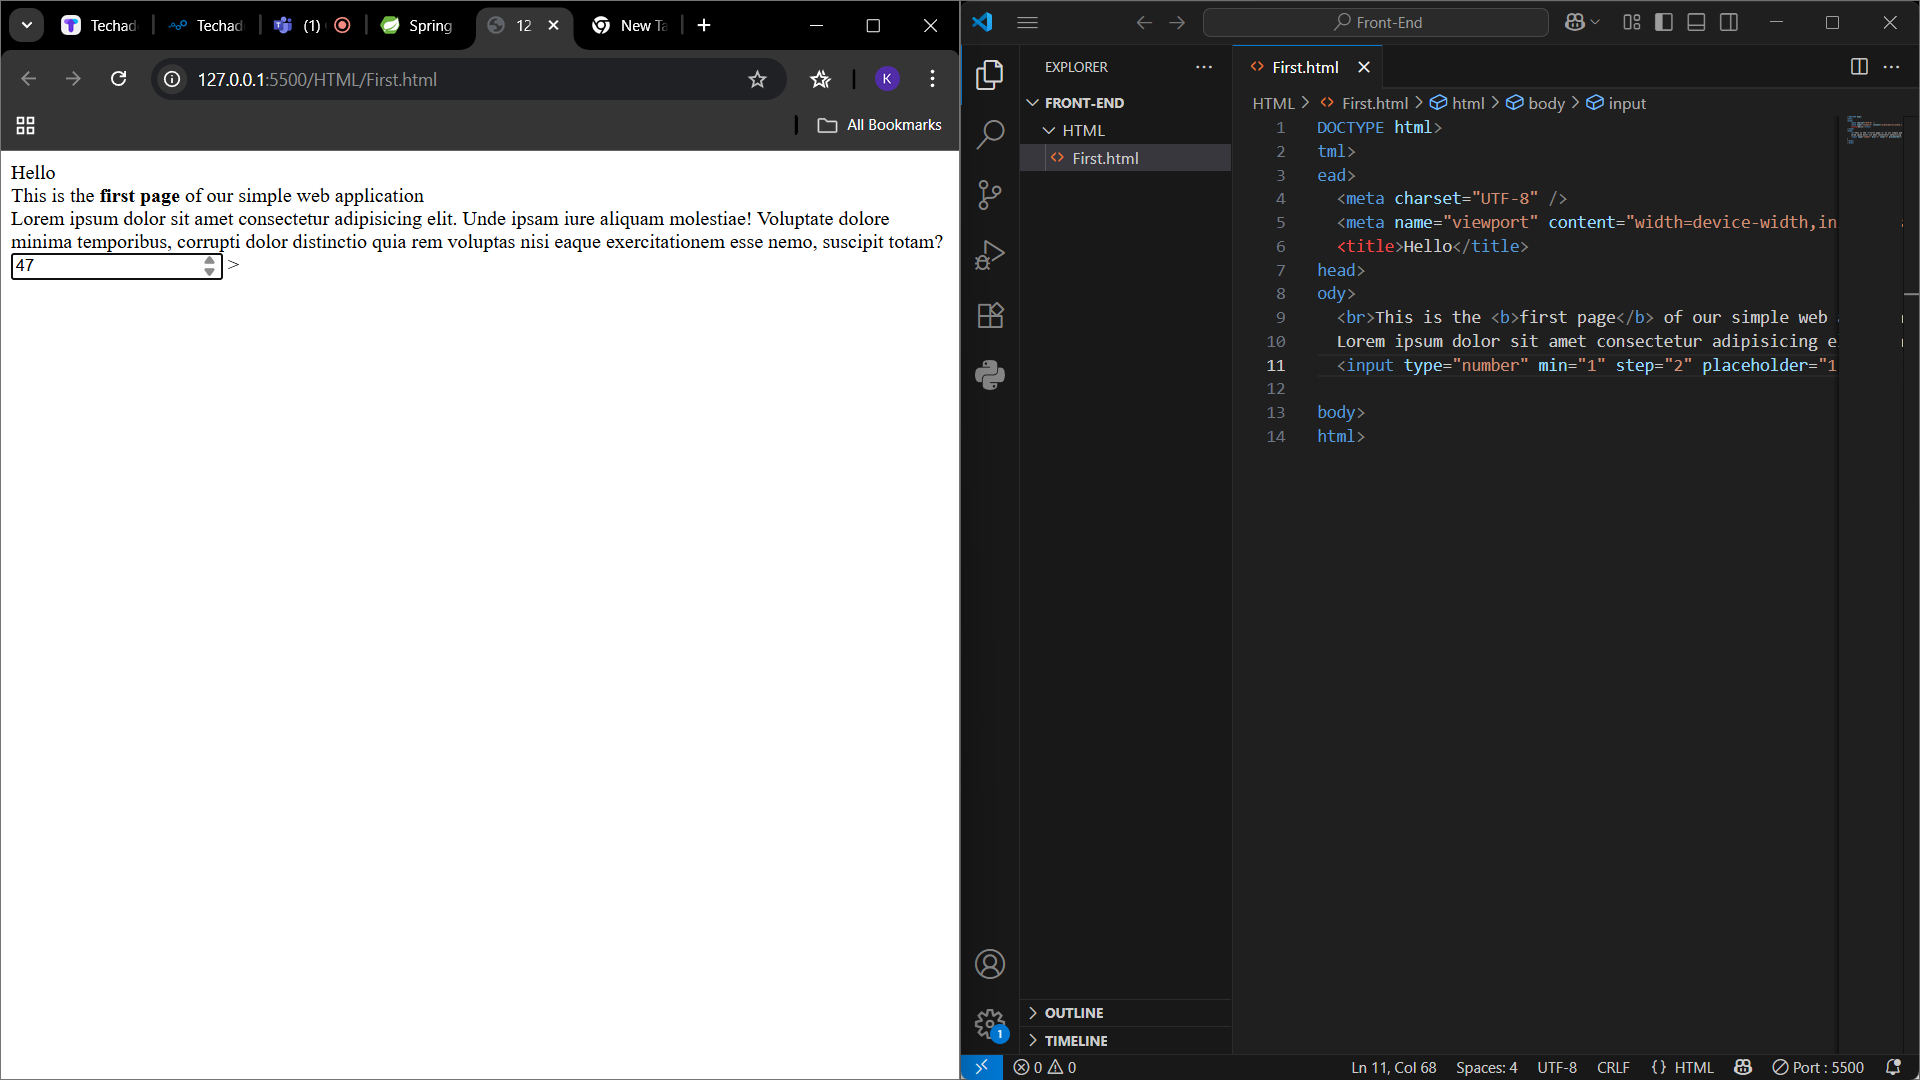 Techad
Techad
(1)
Spring
12
New Ta
127.0.0.1:5500/HTML/First.html
K
All Bookmarks
Hello
This is the first page of our simple web application
Lorem ipsum dolor sit amet consectetur adipisicing elit. Unde ipsam iure aliquam molestiae! Voluptate dolore
minima temporibus, corrupti dolor distinctio quia rem voluptas nisi eaque exercitationem esse nemo, suscipit totam?
47 >
Front-End
EXPLORER
FRONT-END
HTML
First.html
OUTLINE
TIMELINE
1
First.html
HTML > First.html > html > body > input
1 DOCTYPE html>
2 tml>
3 ead>
4 <meta charset="UTF-8" />
5 <meta name="viewport" content="width=device-width,in
6 <title>Hello</title>
7 head>
8 ody>
9 <br>This is the <b>first page</b> of our simple web
10 Lorem ipsum dolor sit amet consectetur adipisicing e
11 <input type="number" min="1" step="2" placeholder="1
12
13 body>
14 html>
0 0
Ln 11, Col 68 Spaces: 4 UTF-8 CRLF {} HTML Port : 5500